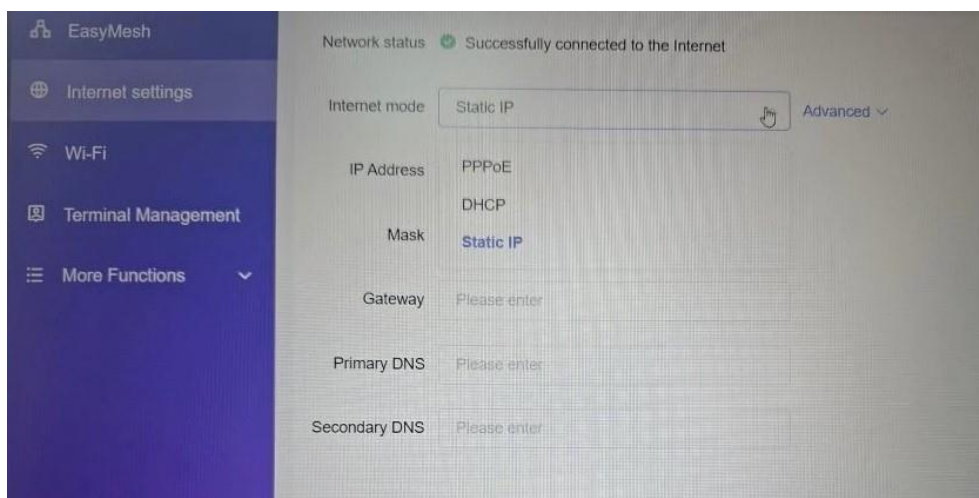 EasyMesh
Internet settings
Wi-Fi
Terminal Management
More Functions
Network status Successfully connected to the Internet
Internet mode Static IP Advanced
IP Address PPPoE
DHCP
Mask Static IP
Gateway Please enter
Primary DNS Please enter
Secondary DNS Please enter